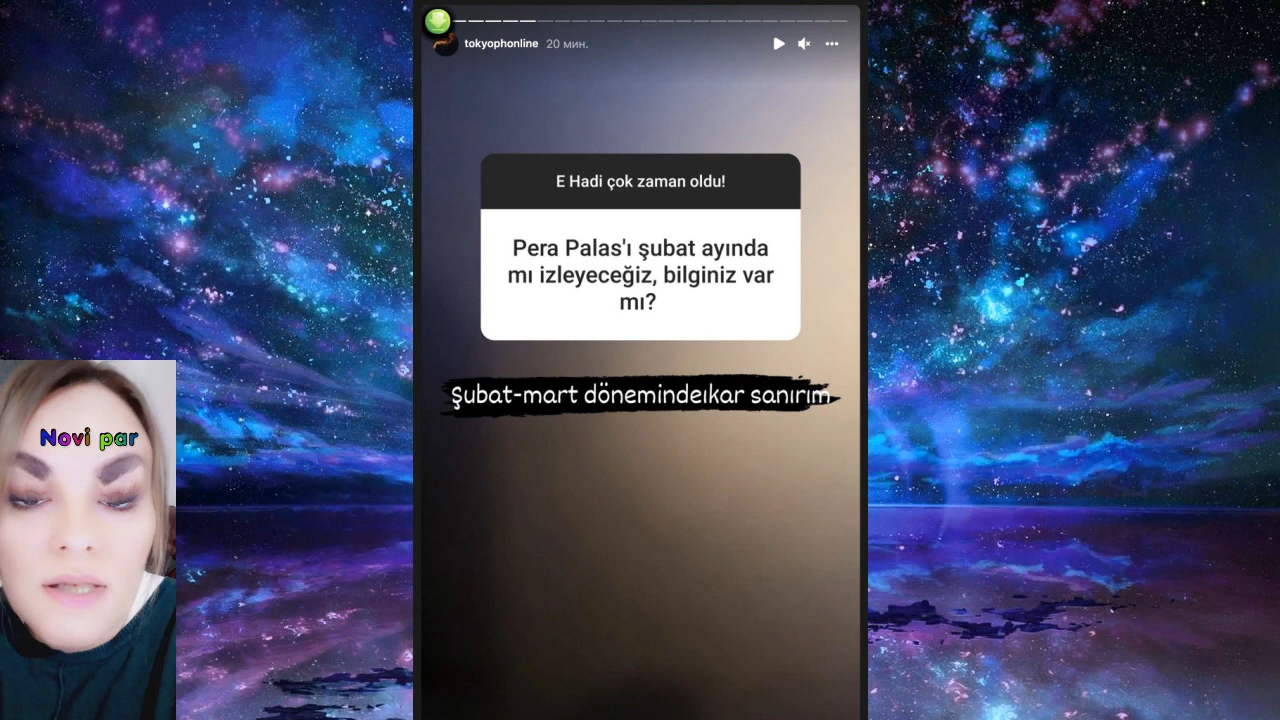 tokyophonline 20 мин.
E Hadi çok zaman oldu!
Pera Palas'ı şubat ayında
mı izleyeceğiz, bilginiz var
mı?
Şubat-mart dönemindeıkar sanırım
Novi par